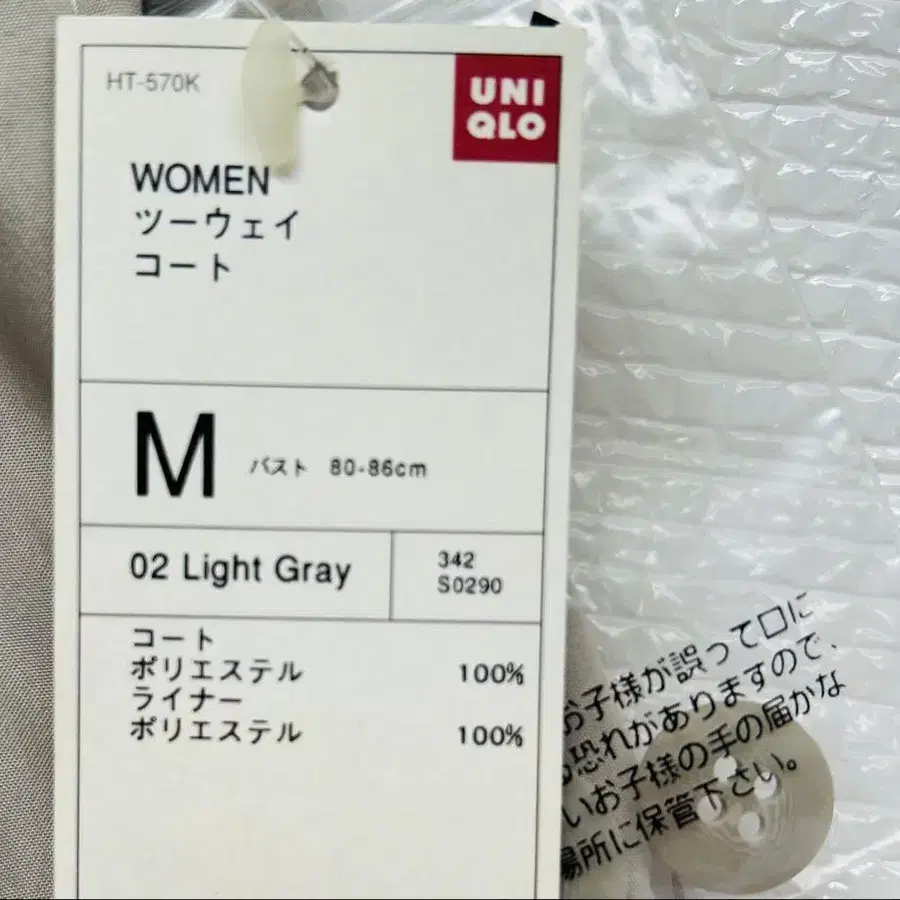 HT-570K
UNI
QLO
WOMEN
ツーウェイ
コート
M バスト 80-86cm
02 Light Gray
342
S0290
コート
ポリエステル 100%
ライナー
ポリエステル 100%
お子様が誤って口に
恐れがありますので、
いお子様の手の届かな
場所に保管下さい。